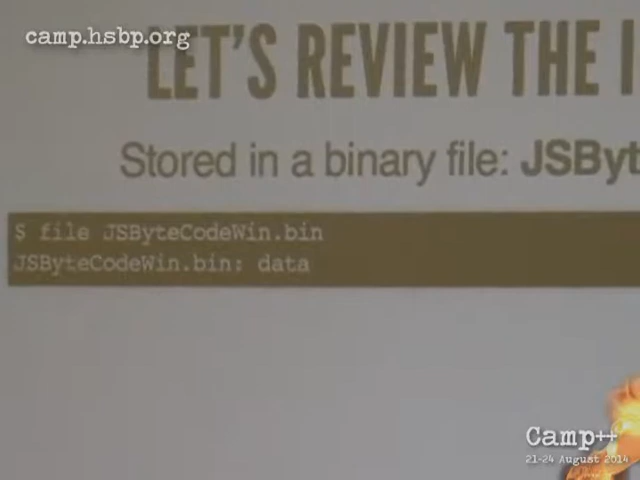 camp.hsbp.org
LET'S REVIEW THE
Stored in a binary file:
$ file JSByteCodeWin.bin
JSByteCodeWin.bin: data
Camp++
21-24 August 2014